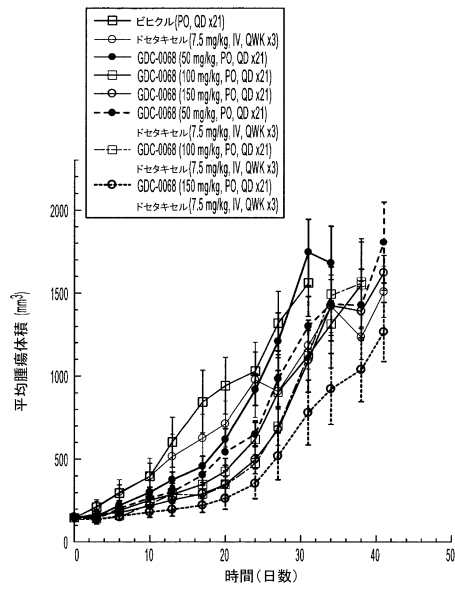 ビヒクル(PO, QD x21)
ドセタキセル(7.5 mg/kg, IV, QWK x3)
GDC-0068 (50 mg/kg, PO, QD x21)
GDC-0068 (100 mg/kg, PO, QD x21)
GDC-0068 (150 mg/kg, PO, QD x21)
GDC-0068 (50 mg/kg, PO, QD x21)
ドセタキセル(7.5 mg/kg, IV, QWK x3)
GDC-0068 (100 mg/kg, PO, QD x21)
ドセタキセル(7.5 mg/kg, IV, QWK x3)
GDC-0068 (150 mg/kg, PO, QD x21)
ドセタキセル(7.5 mg/kg, IV, QWK x3)
平均腫瘍体積 (mm³)
2000
1500
1000
500
0
0 10 20 30 40 50
時間(日数)